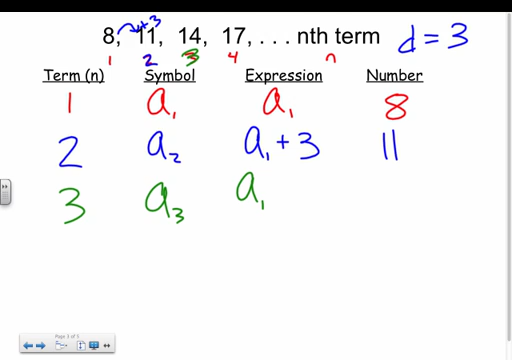 8, 11, 14, 17, . . . nth term d = 3
+3
1 2 3 4 n
Term (n) Symbol Expression Number
1 a₁ a₁ 8
2 a₂ a₁ + 3 11
3 a₃ a₁